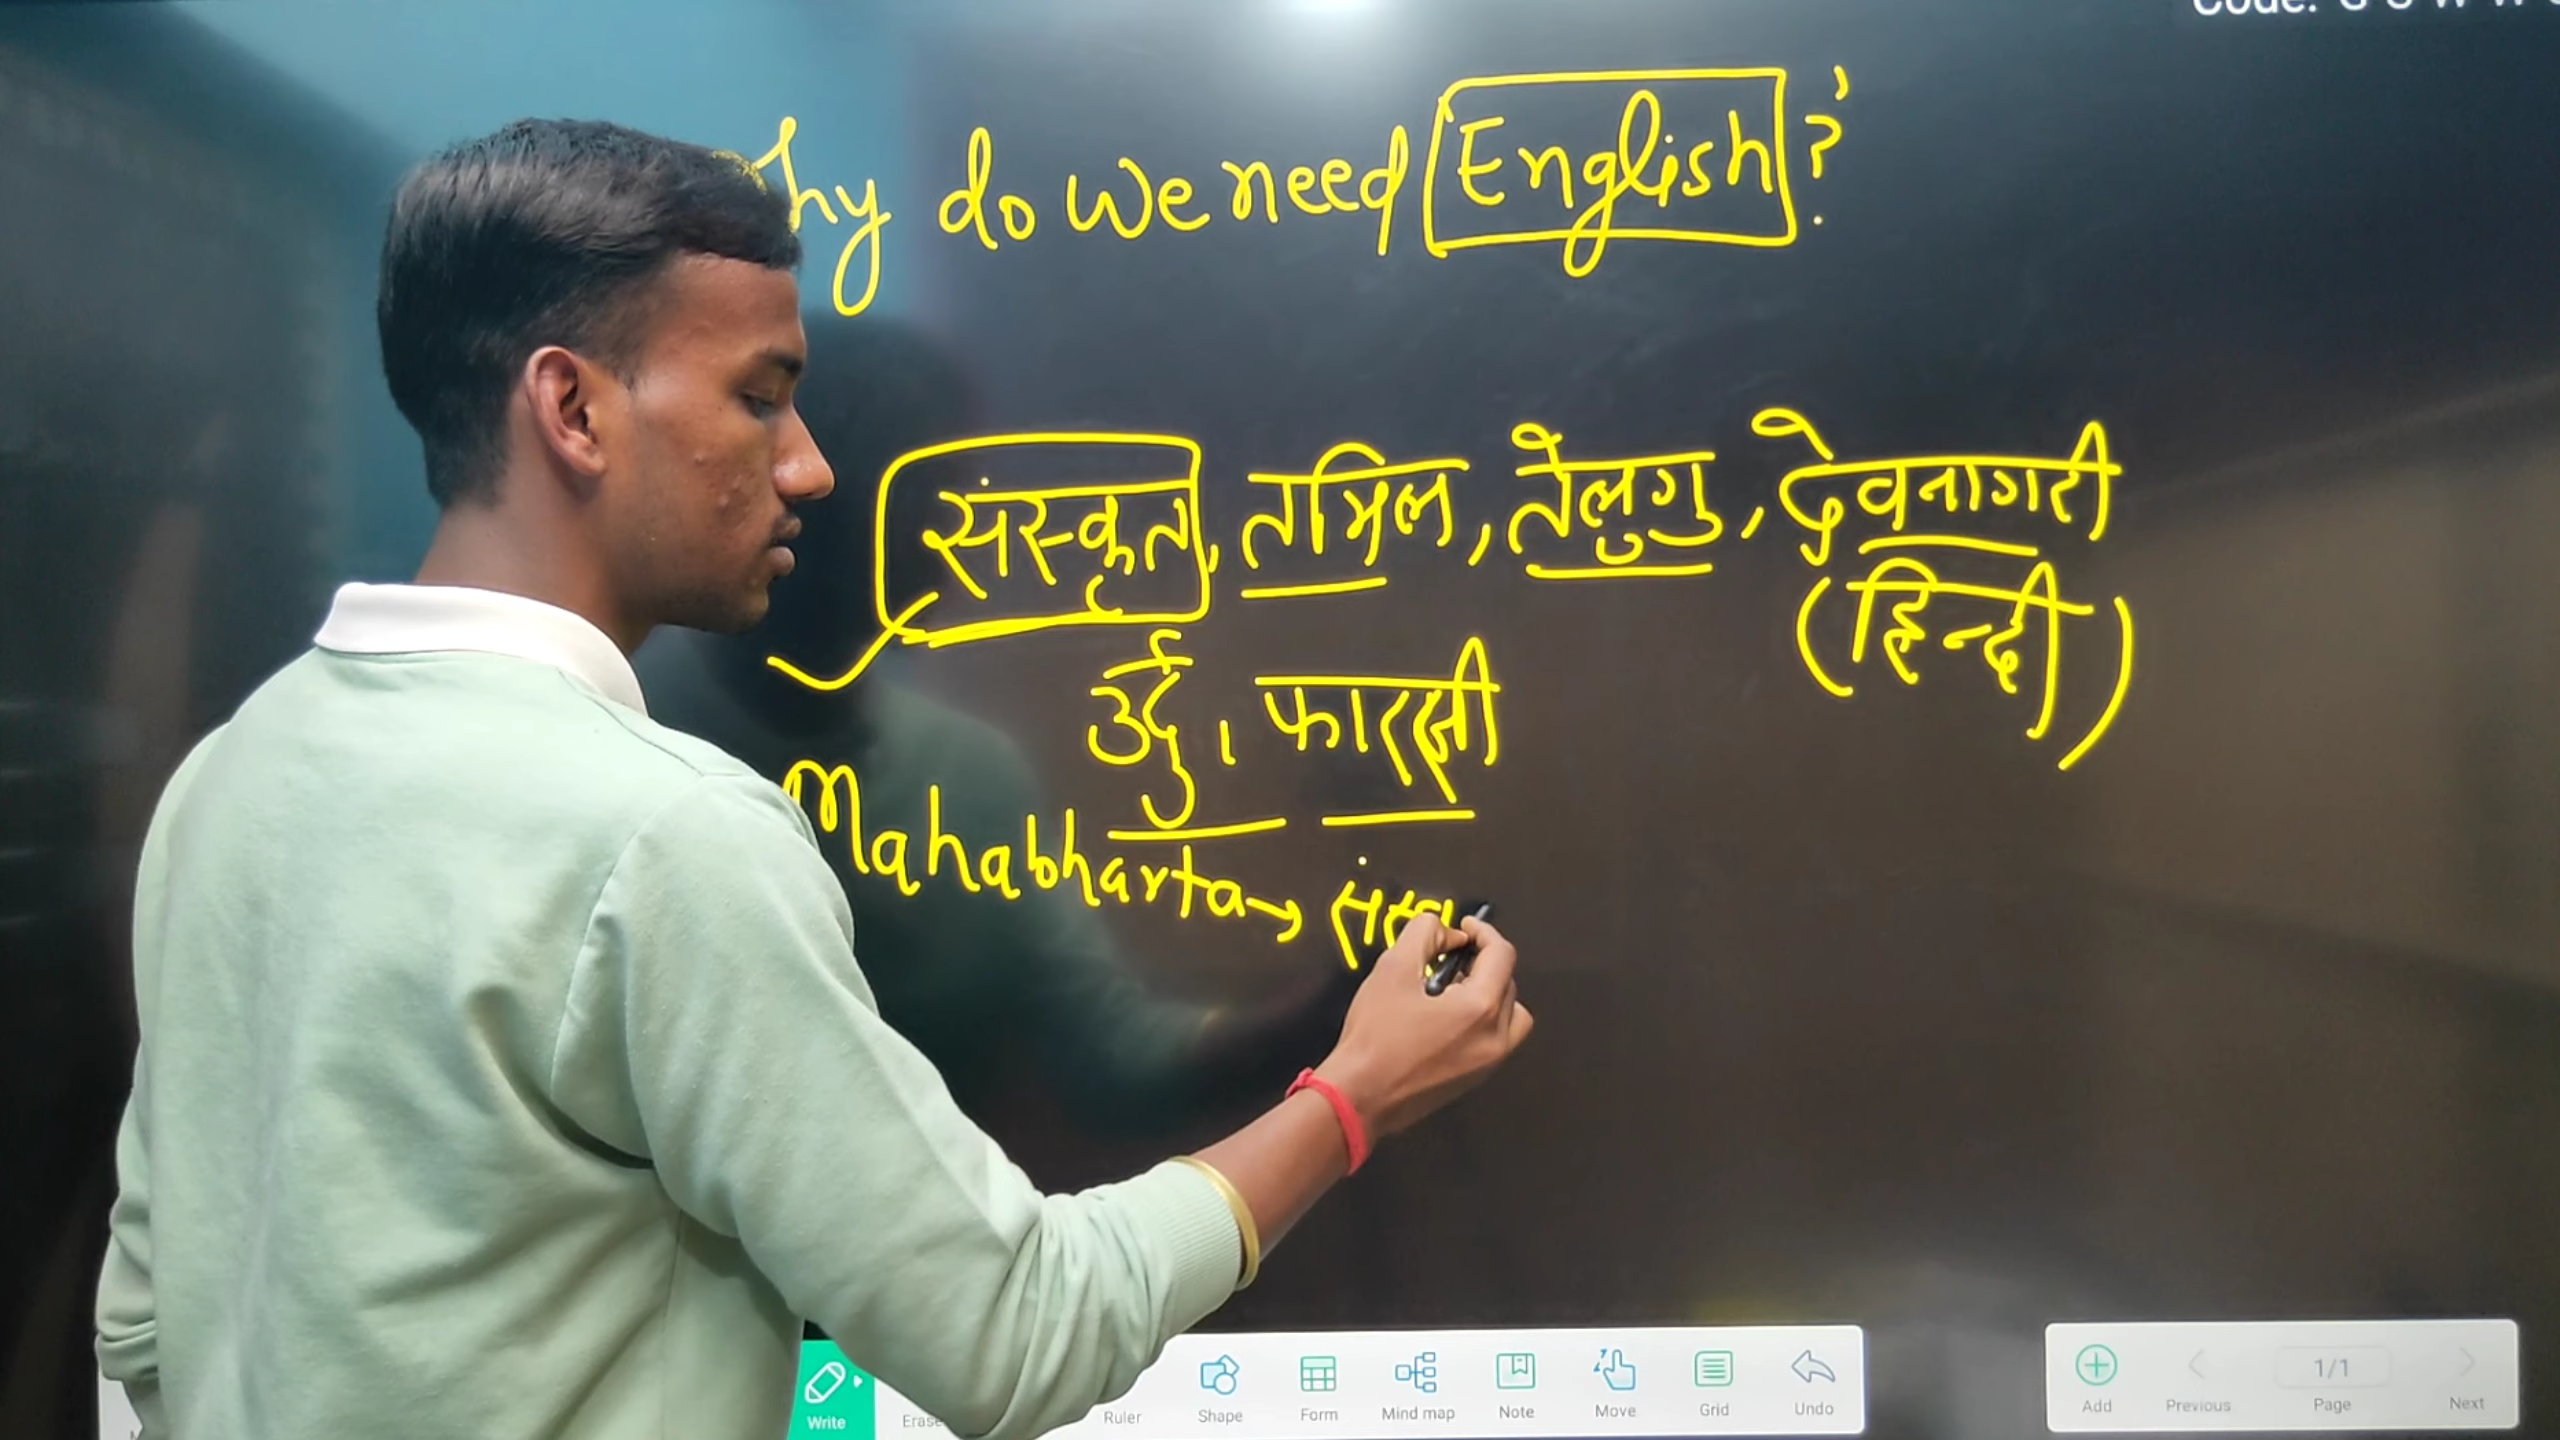 Why do we need English ?
संस्कृत, तमिल, तेलुगु, देवनागरी
(हिन्दी)
उर्दु, फारसी
Mahabharta→
Write
Ruler Shape Form Mind map Note Move Grid Undo
Add Previous 1/1 Page Next